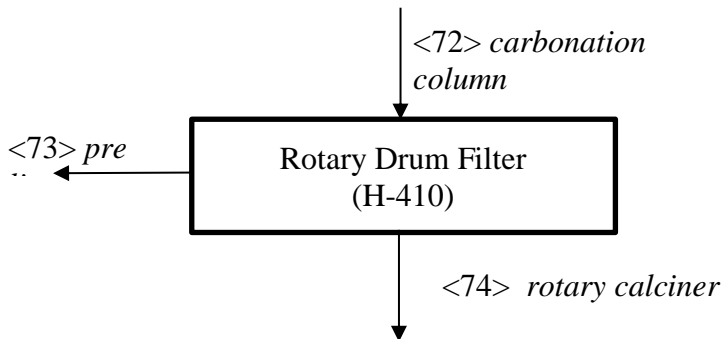 <72> carbonation
column
<73> pre
Rotary Drum Filter
(H-410)
<74> rotary calciner